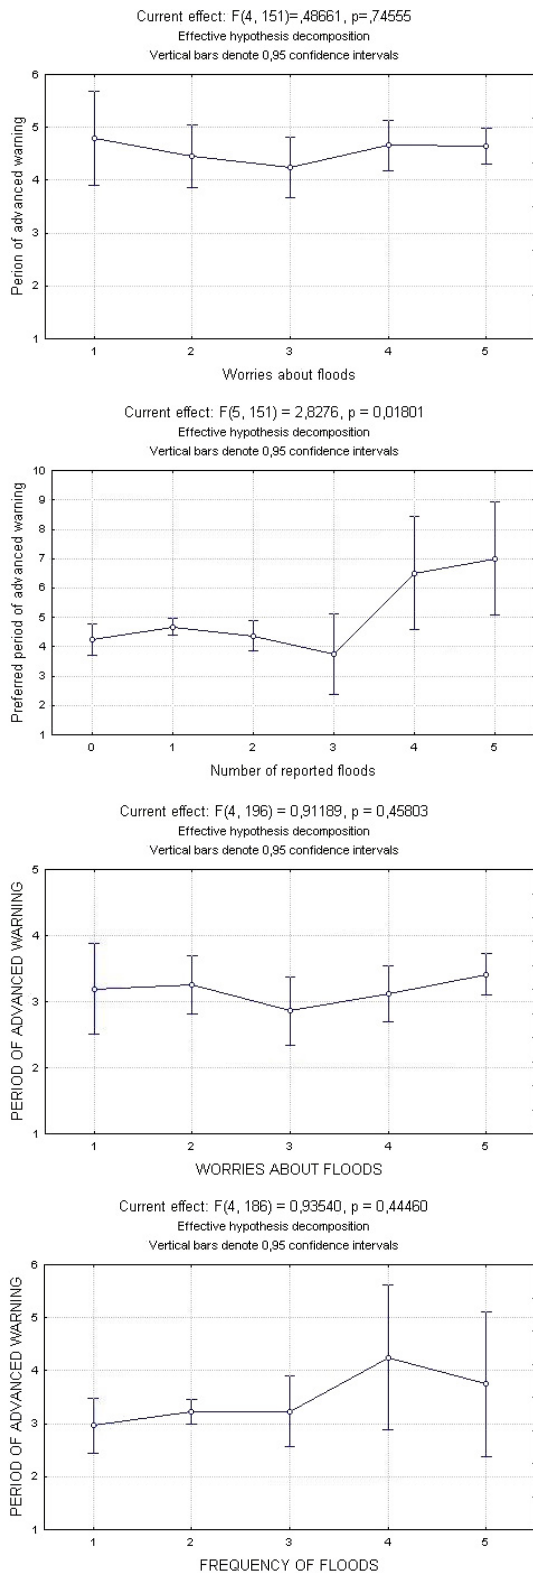 Current effect: F(4, 151)=,48661, p=,74555
Effective hypothesis decomposition
Vertical bars denote 0,95 confidence intervals
6
5
4
3
2
1
Perion of advanced warning
1 2 3 4 5
Worries about floods
Current effect: F(5, 151) = 2,8276, p = 0,01801
Effective hypothesis decomposition
Vertical bars denote 0,95 confidence intervals
10
9
8
7
6
5
4
3
2
1
Preferred period of advanced warning
0 1 2 3 4 5
Number of reported floods
Current effect: F(4, 196) = 0,91189, p = 0,45803
Effective hypothesis decomposition
Vertical bars denote 0,95 confidence intervals
5
4
3
2
1
PERIOD OF ADVANCED WARNING
1 2 3 4 5
WORRIES ABOUT FLOODS
Current effect: F(4, 186) = 0,93540, p = 0,44460
Effective hypothesis decomposition
Vertical bars denote 0,95 confidence intervals
6
5
4
3
2
1
PERIOD OF ADVANCED WARNING
1 2 3 4 5
FREQUENCY OF FLOODS